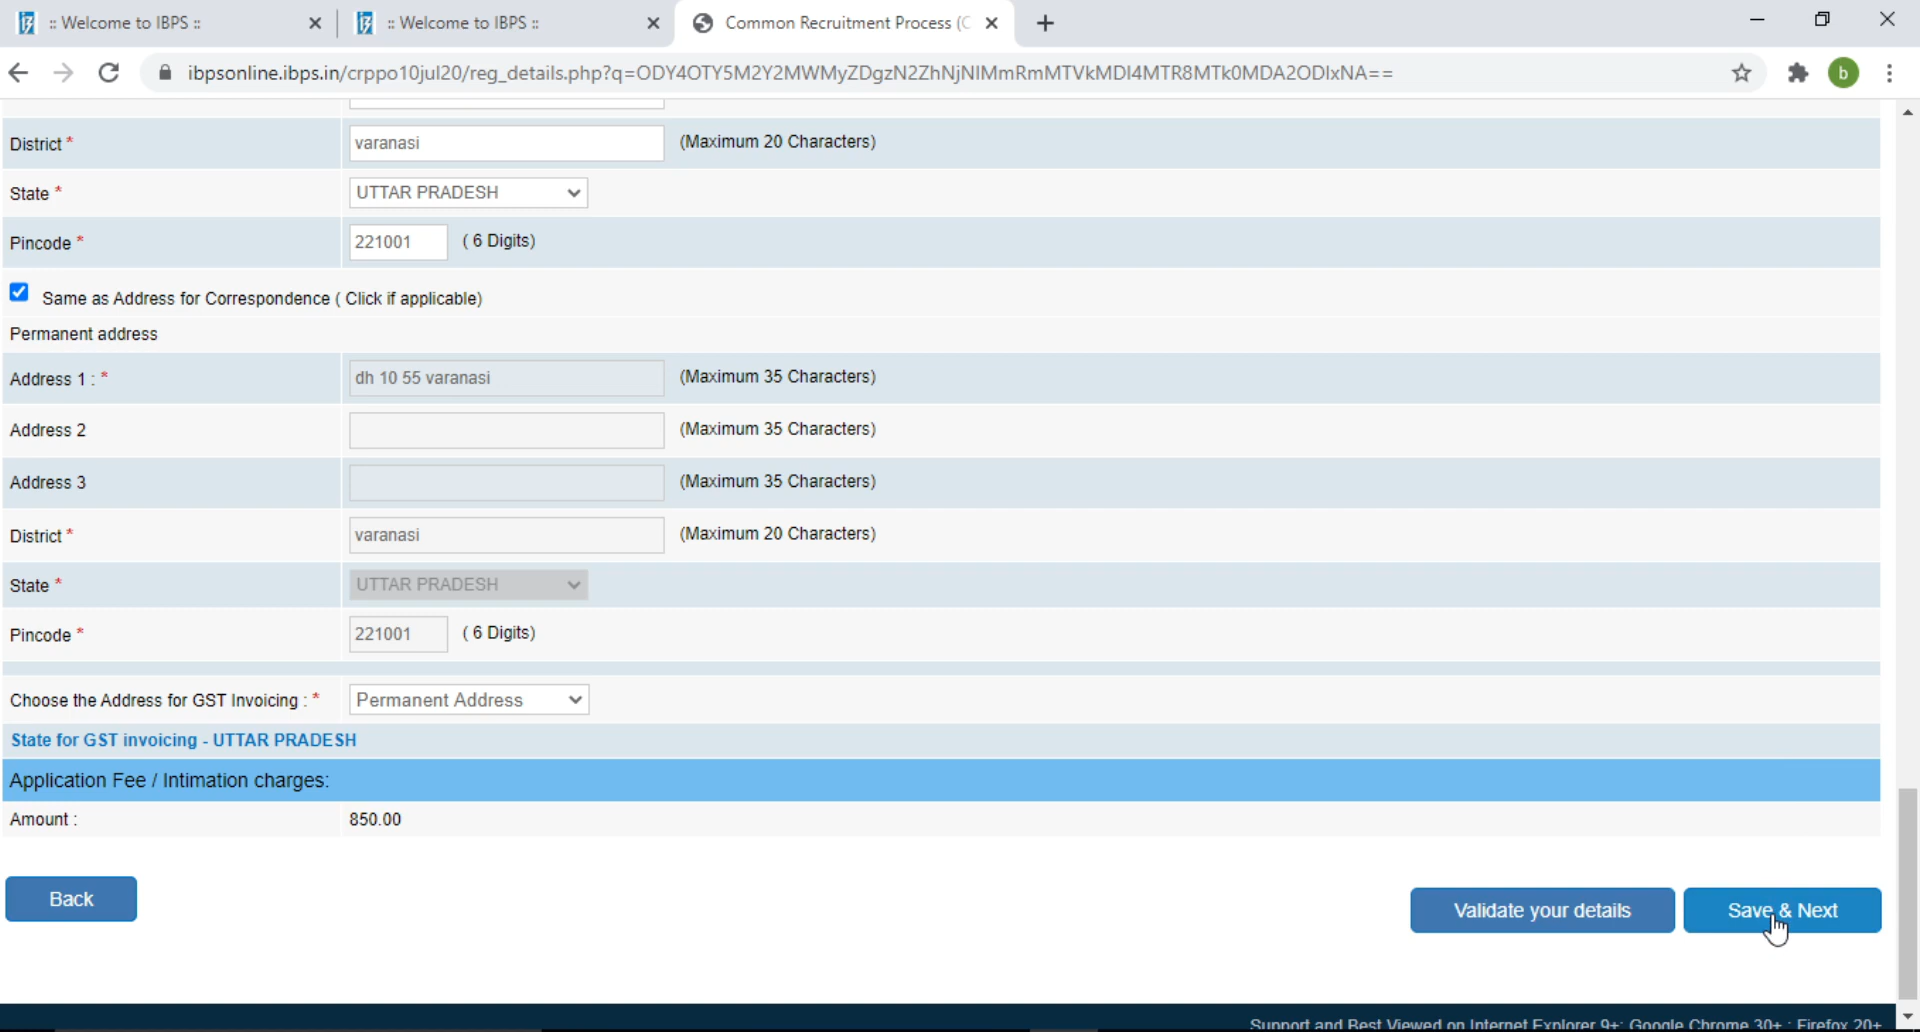 :: Welcome to IBPS ::
:: Welcome to IBPS ::
Common Recruitment Process (C
ibpsonline.ibps.in/crppo10jul20/reg_details.php?q=ODY4OTY5M2Y2MWMyZDgzN2ZhNjNlMmRmMTVkMDI4MTR8MTk0MDA2ODIxNA==
b
District * varanasi (Maximum 20 Characters)
State * UTTAR PRADESH
Pincode * 221001 ( 6 Digits)
Same as Address for Correspondence ( Click if applicable)
Permanent address
Address 1 : * dh 10 55 varanasi (Maximum 35 Characters)
Address 2 (Maximum 35 Characters)
Address 3 (Maximum 35 Characters)
District * varanasi (Maximum 20 Characters)
State * UTTAR PRADESH
Pincode * 221001 ( 6 Digits)
Choose the Address for GST Invoicing : * Permanent Address
State for GST invoicing - UTTAR PRADESH
Application Fee / Intimation charges:
Amount : 850.00
Back
Validate your details
Save & Next
Support and Best Viewed on Internet Explorer 9+; Google Chrome 30+ ; Firefox 20+